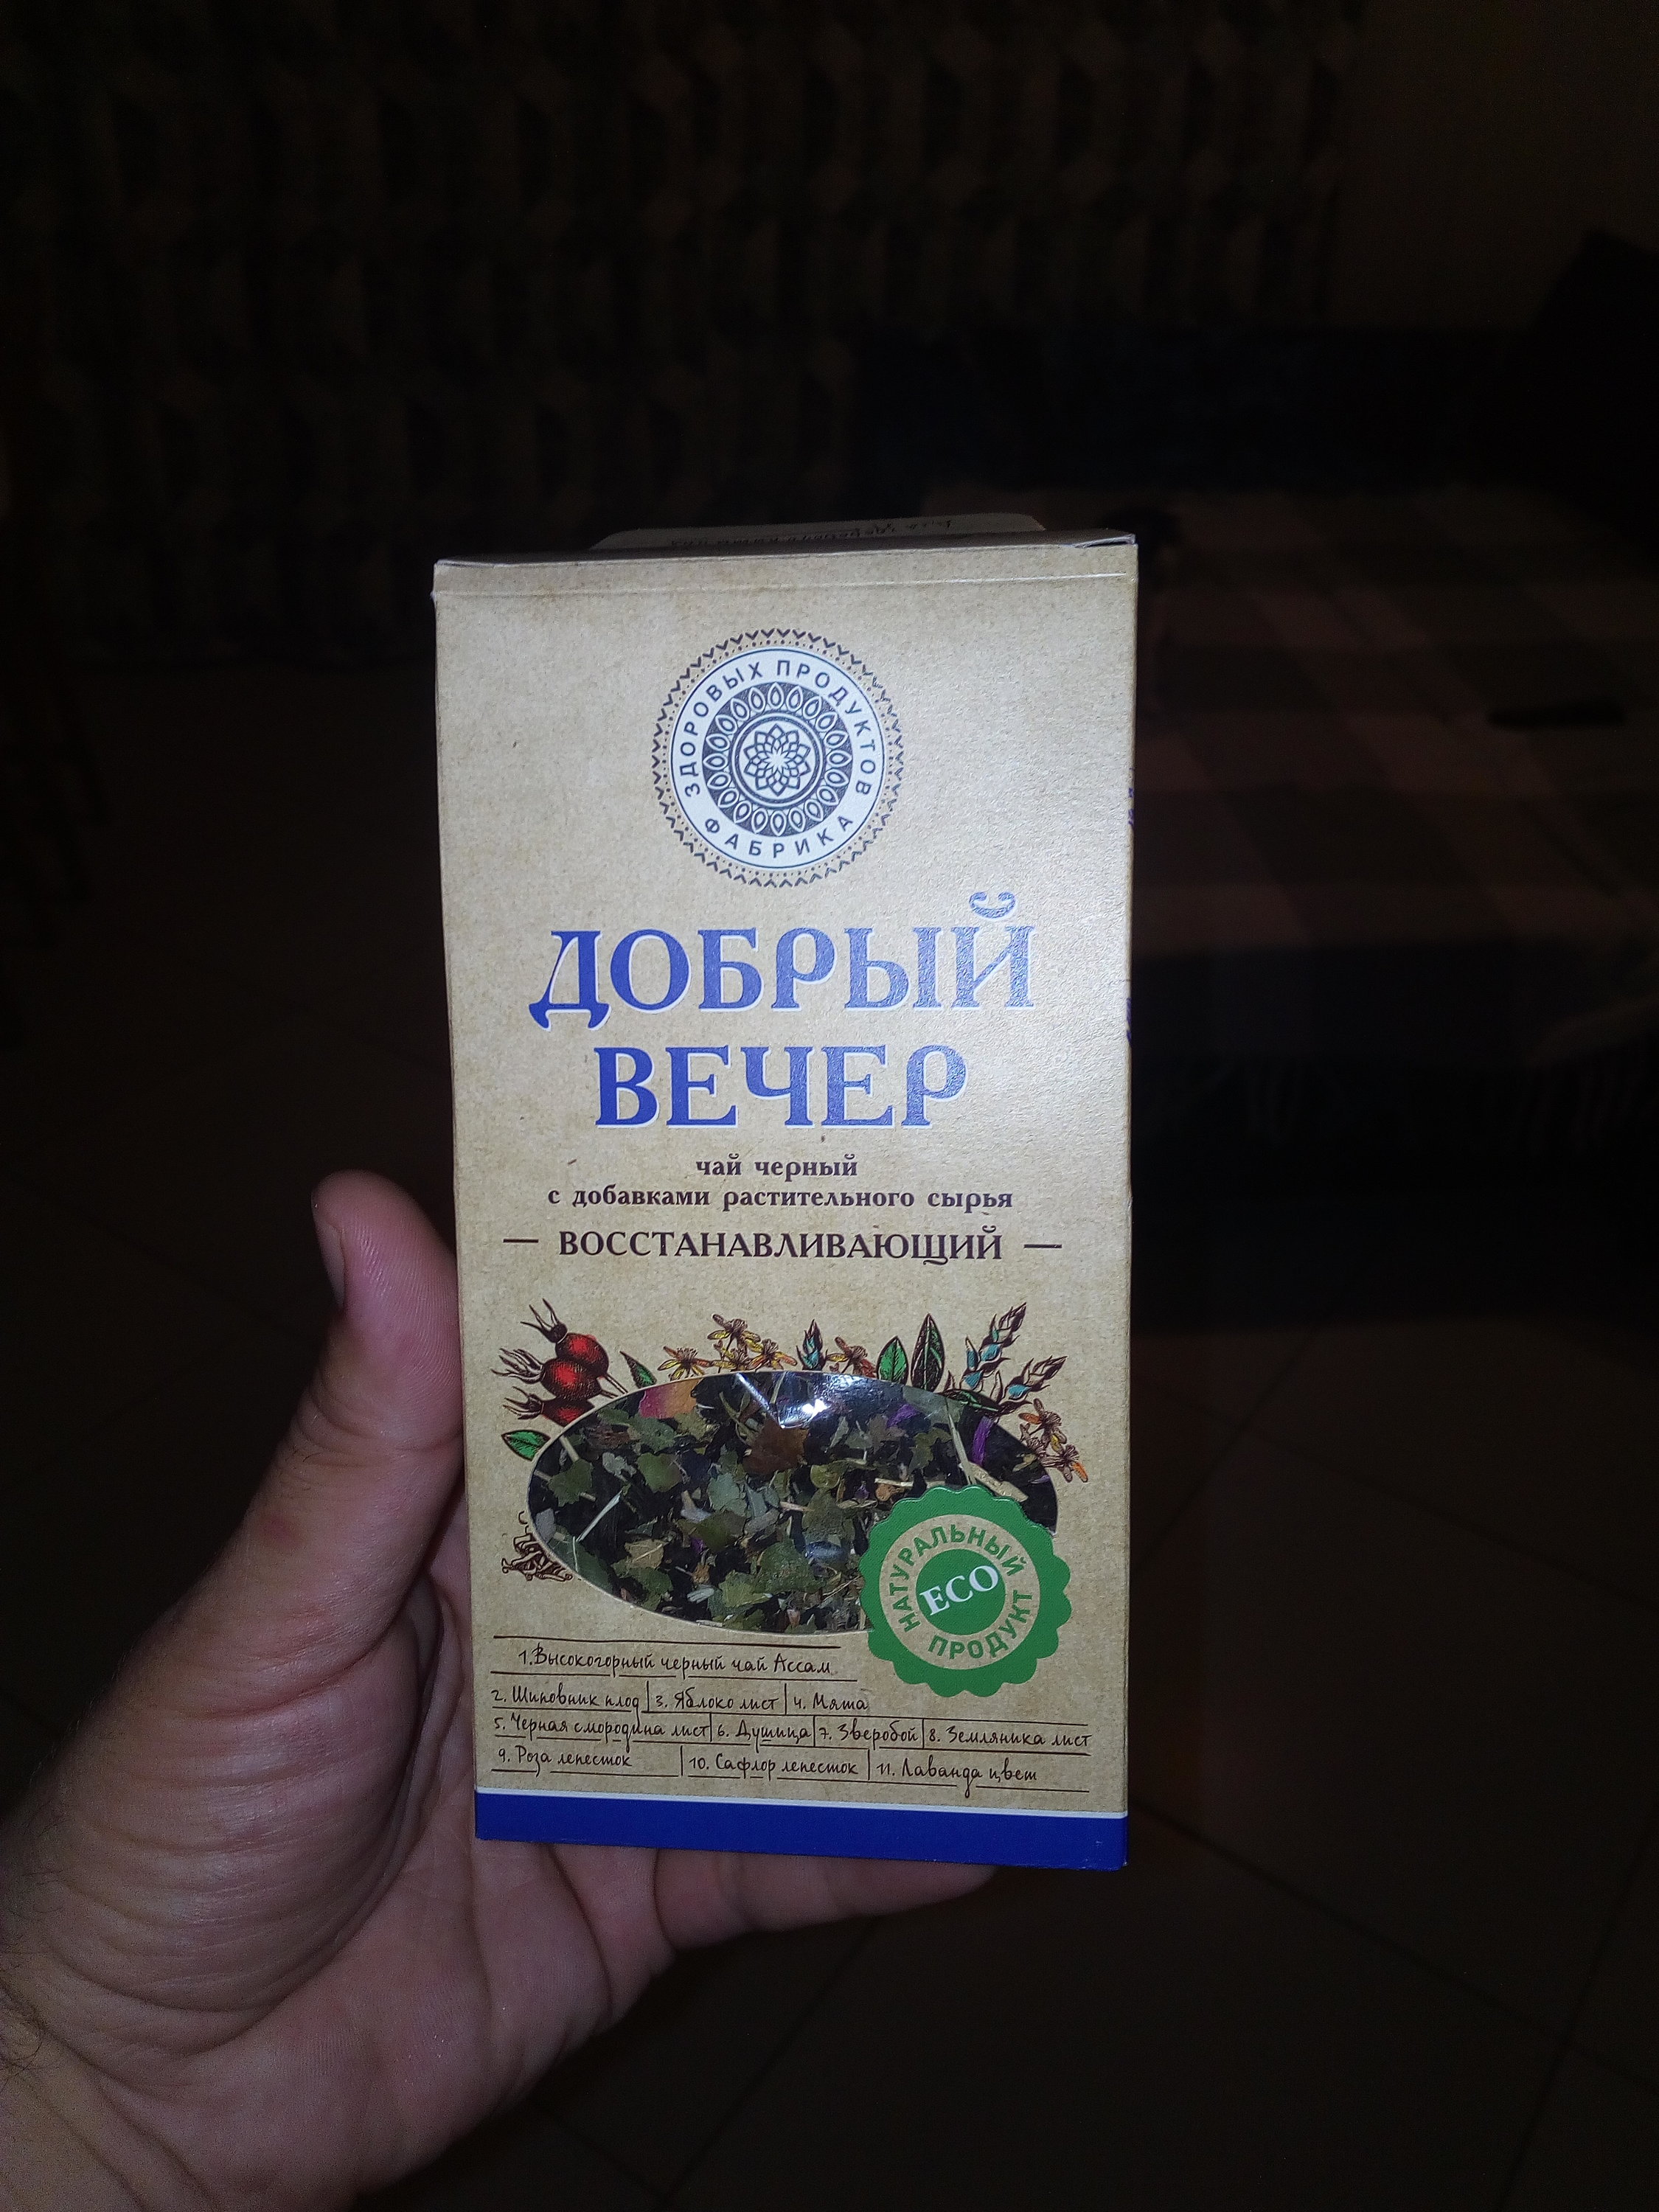 ЗДОРОВЫХ ПРОДУКТОВ
ФАБРИКА
ДОБРЫЙ
ВЕЧЕР
чай черный
с добавками растительного сырья
— ВОССТАНАВЛИВАЮЩИЙ —
НАТУРАЛЬНЫЙ
ECO
ПРОДУКТ
1. Высокогорный черный чай Ассам
2. Шиповник плод | 3. Яблоко лист | 4. Мята
5. Черная смородина лист | 6. Душица | 7. Зверобой | 8. Земляника лист
9. Роза лепесток | 10. Сафлор лепесток | 11. Лаванда цвет